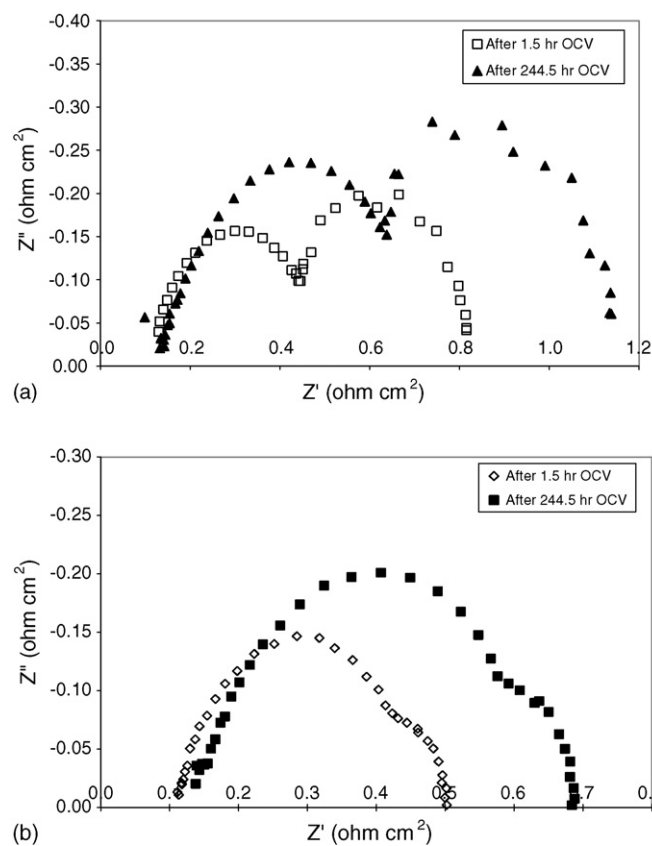 -0.40
-0.35
-0.30
-0.25
-0.20
-0.15
-0.10
-0.05
0.00
Z" (ohm cm²)
After 1.5 hr OCV
After 244.5 hr OCV
0.0 0.2 0.4 0.6 0.8 1.0 1.2
(a)
Z' (ohm cm²)
-0.30
-0.25
-0.20
-0.15
-0.10
-0.05
0.00
Z" (ohm cm²)
After 1.5 hr OCV
After 244.5 hr OCV
0.0 0.1 0.2 0.3 0.4 0.5 0.6 0.7 0.
(b)
Z' (ohm cm²)